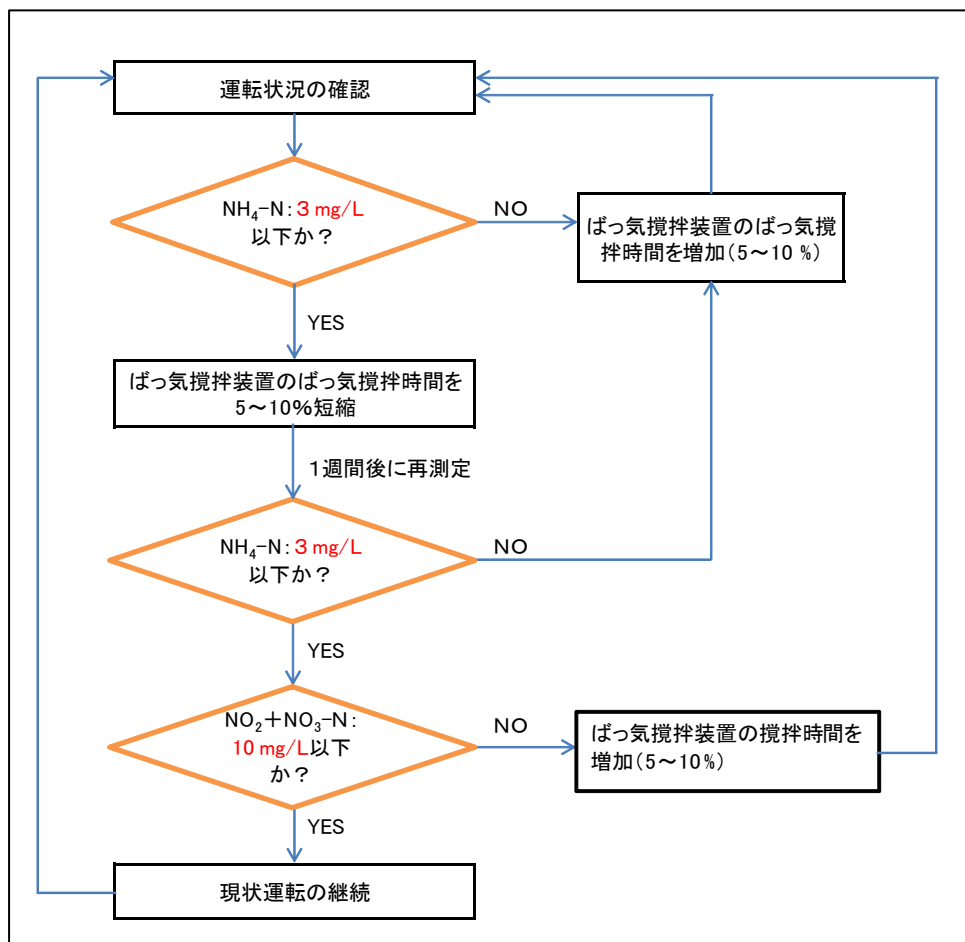 運転状況の確認
NH₄-N：3 mg/L
以下か？
NO
ばっ気撹拌装置のばっ気撹
拌時間を増加（5～10 %）
YES
ばっ気撹拌装置のばっ気撹拌時間を
5～10%短縮
１週間後に再測定
NH₄-N：3 mg/L
以下か？
NO
YES
NO₂＋NO₃-N：
10 mg/L以下
か？
NO
ばっ気撹拌装置の撹拌時間を
増加（5～10%）
YES
現状運転の継続